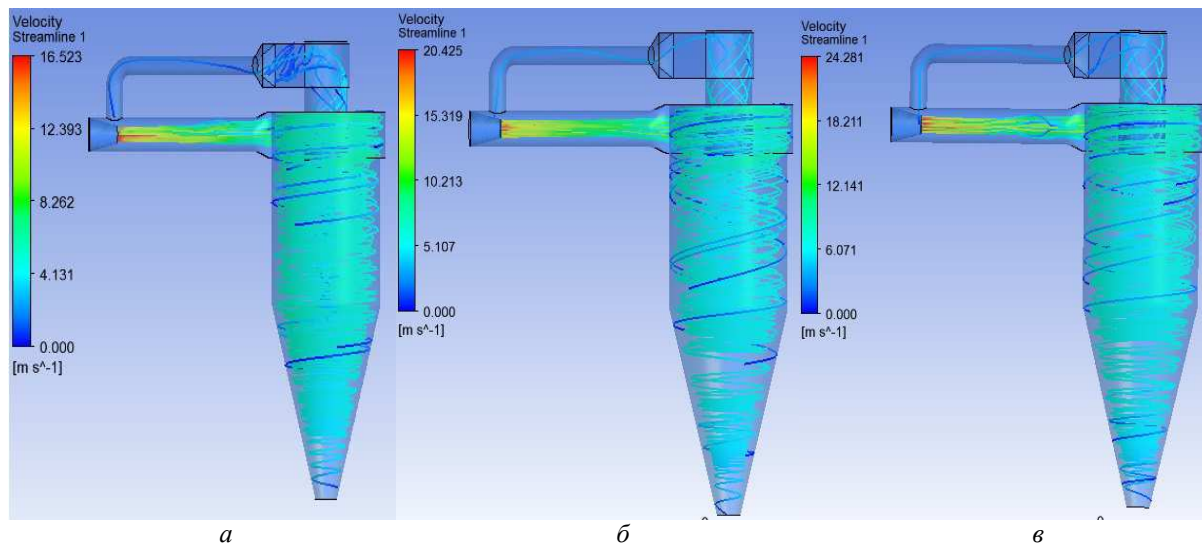 Velocity
Streamline 1
16.523
12.393
8.262
4.131
0.000
[m s^-1]
Velocity
Streamline 1
20.425
15.319
10.213
5.107
0.000
[m s^-1]
Velocity
Streamline 1
24.281
18.211
12.141
6.071
0.000
[m s^-1]
а
б
в